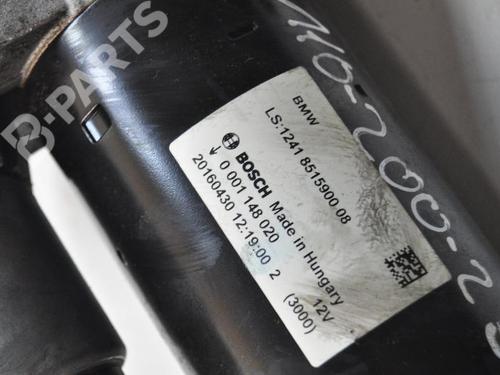 B-PARTS
BMW
LS:1241 8515900 08
BOSCH Made in Hungary
0 001 148 020
12V
20160430 12:19:00 2
(3000)
B-PARTS